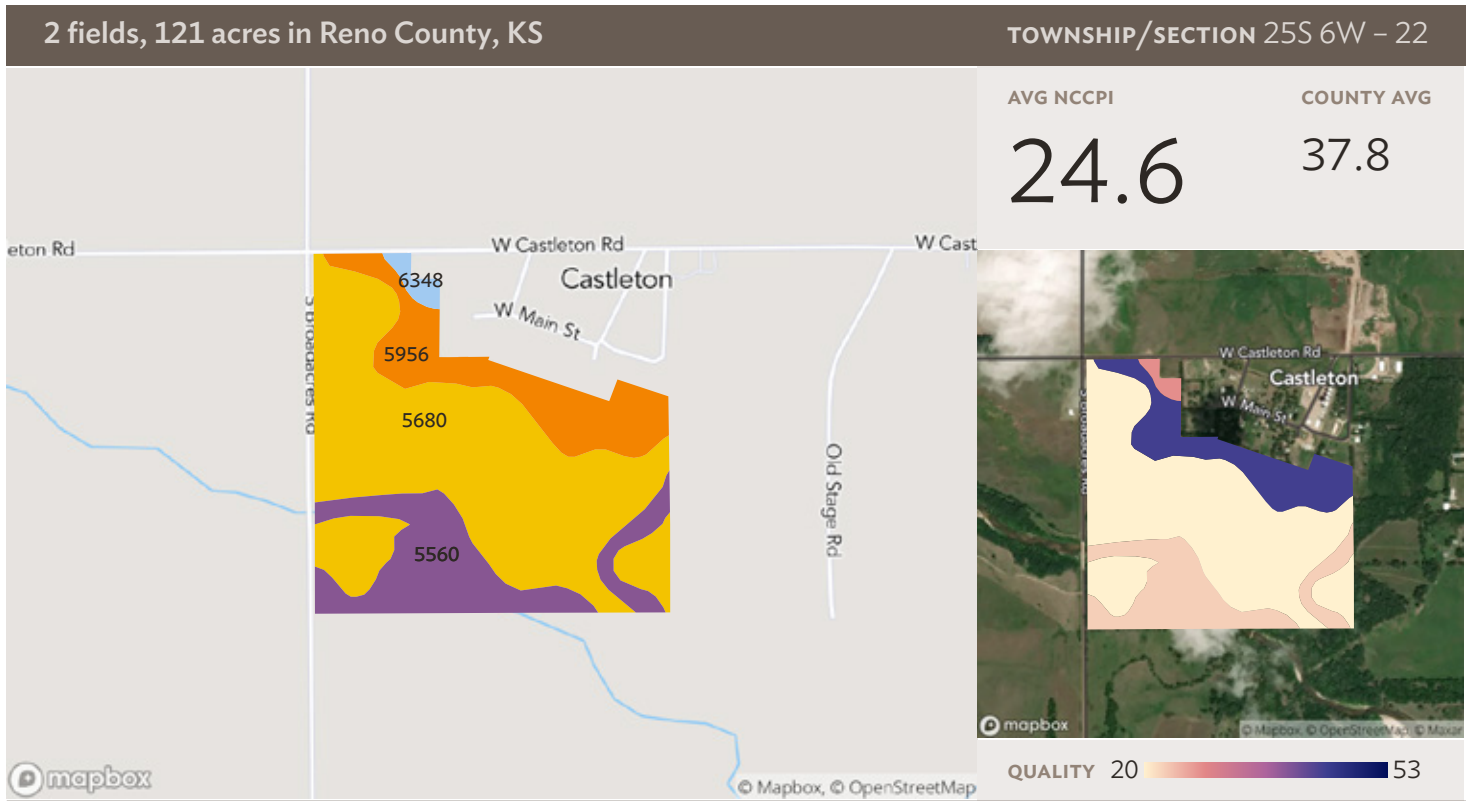 2 fields, 121 acres in Reno County, KS
TOWNSHIP/SECTION 25S 6W – 22
AVG NCCPI
COUNTY AVG
24.6
37.8
eton Rd
W Castleton Rd
W Cast
Castleton
W Main St
6348
5956
5680
5560
S Broadacres Rd
Old Stage Rd
mapbox
© Mapbox, © OpenStreetMap
W Castleton Rd
Castleton
W Main St
mapbox
© Mapbox, © OpenStreetMap, © Maxar
QUALITY 20 53